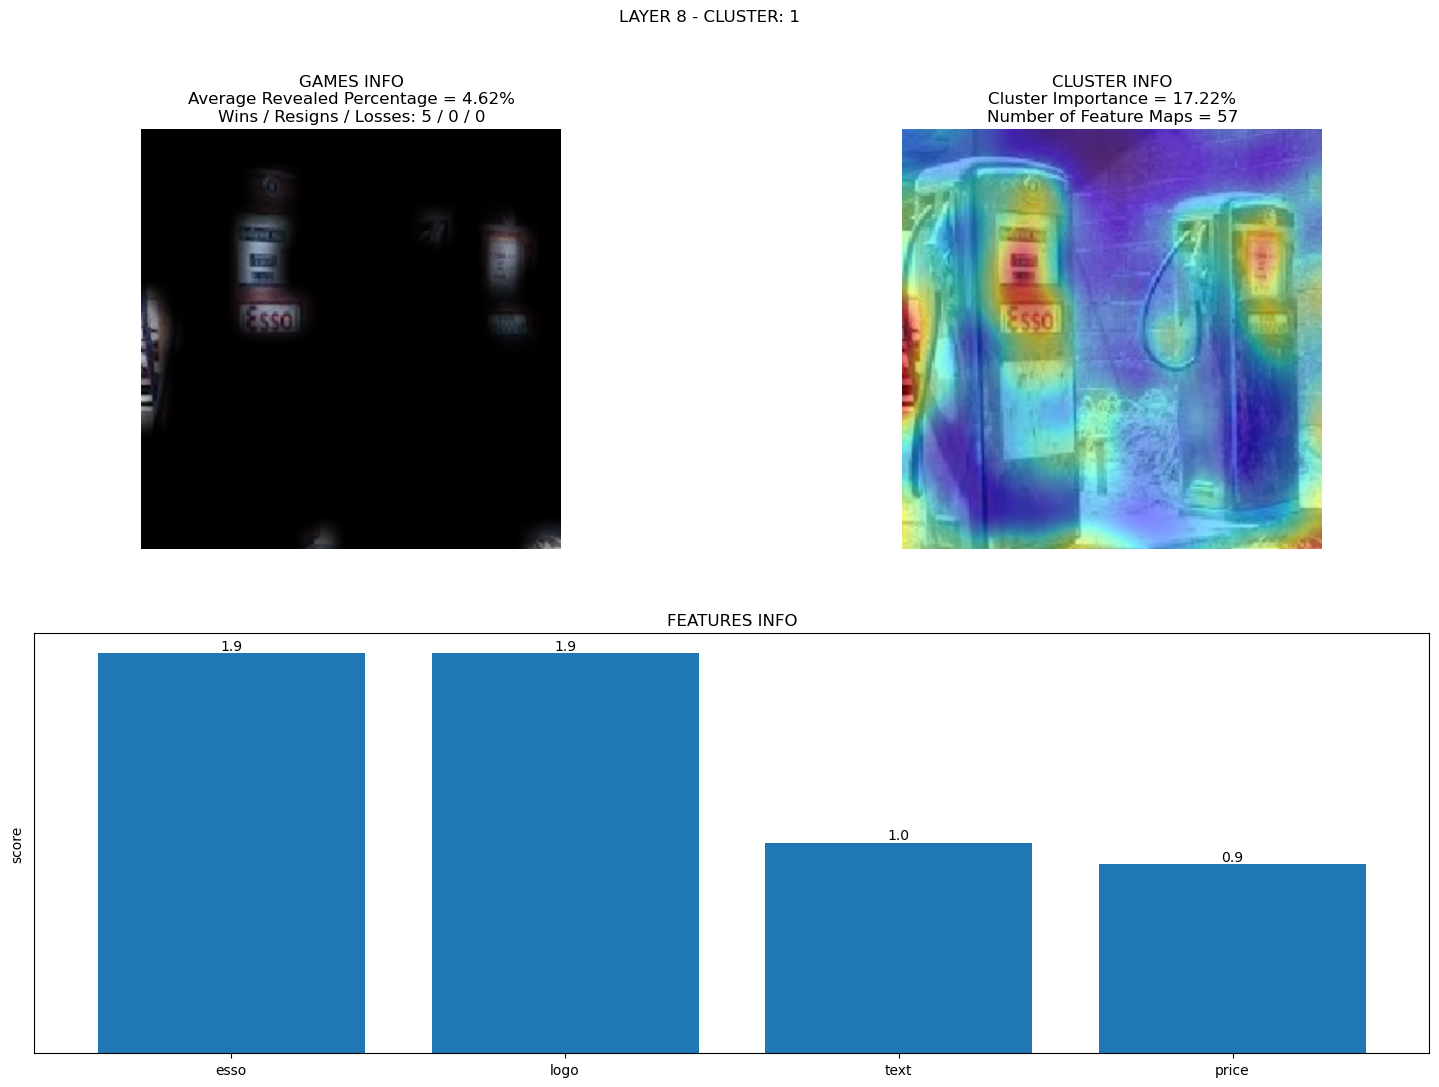 LAYER 8 - CLUSTER: 1
GAMES INFO
Average Revealed Percentage = 4.62%
Wins / Resigns / Losses: 5 / 0 / 0
CLUSTER INFO
Cluster Importance = 17.22%
Number of Feature Maps = 57
ESSO
ESSO
FEATURES INFO
score
1.9
1.9
1.0
0.9
esso
logo
text
price